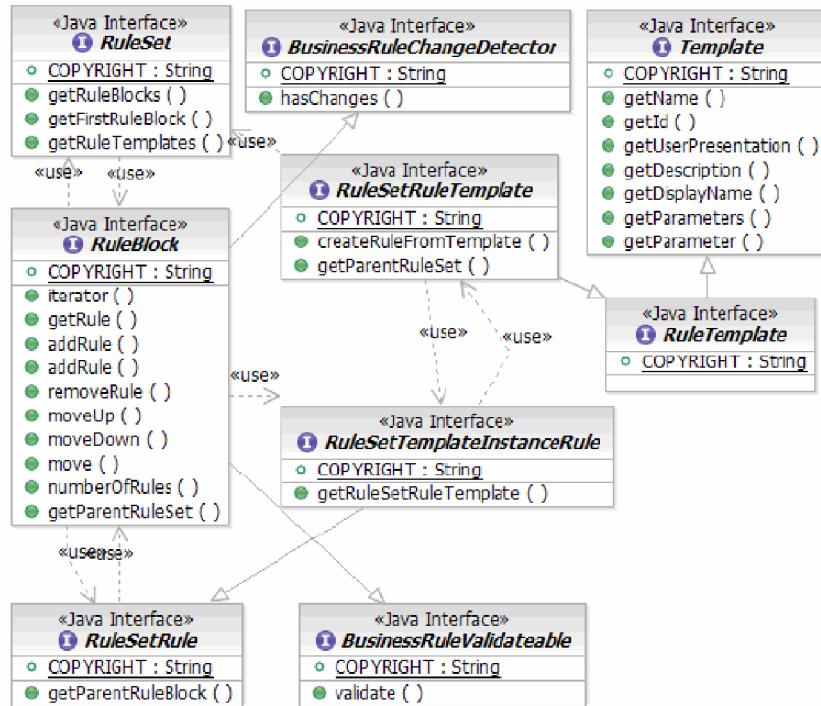 «Java Interface»
RuleSet
COPYRIGHT : String
getRuleBlocks ( )
getFirstRuleBlock ( )
getRuleTemplates ( )
«Java Interface»
BusinessRuleChangeDetector
COPYRIGHT : String
hasChanges ( )
«Java Interface»
Template
COPYRIGHT : String
getName ( )
getId ( )
getUserPresentation ( )
getDescription ( )
getDisplayName ( )
getParameters ( )
getParameter ( )
«use»
«use»
«use»
«Java Interface»
RuleSetRuleTemplate
COPYRIGHT : String
createRuleFromTemplate ( )
getParentRuleSet ( )
«Java Interface»
RuleBlock
COPYRIGHT : String
iterator ( )
getRule ( )
addRule ( )
addRule ( )
removeRule ( )
moveUp ( )
moveDown ( )
move ( )
numberOfRules ( )
getParentRuleSet ( )
«Java Interface»
RuleTemplate
COPYRIGHT : String
«use»
«use»
«use»
«Java Interface»
RuleSetTemplateInstanceRule
COPYRIGHT : String
getRuleSetRuleTemplate ( )
«use»
«use»
«Java Interface»
RuleSetRule
COPYRIGHT : String
getParentRuleBlock ( )
«Java Interface»
BusinessRuleValidateable
COPYRIGHT : String
validate ( )